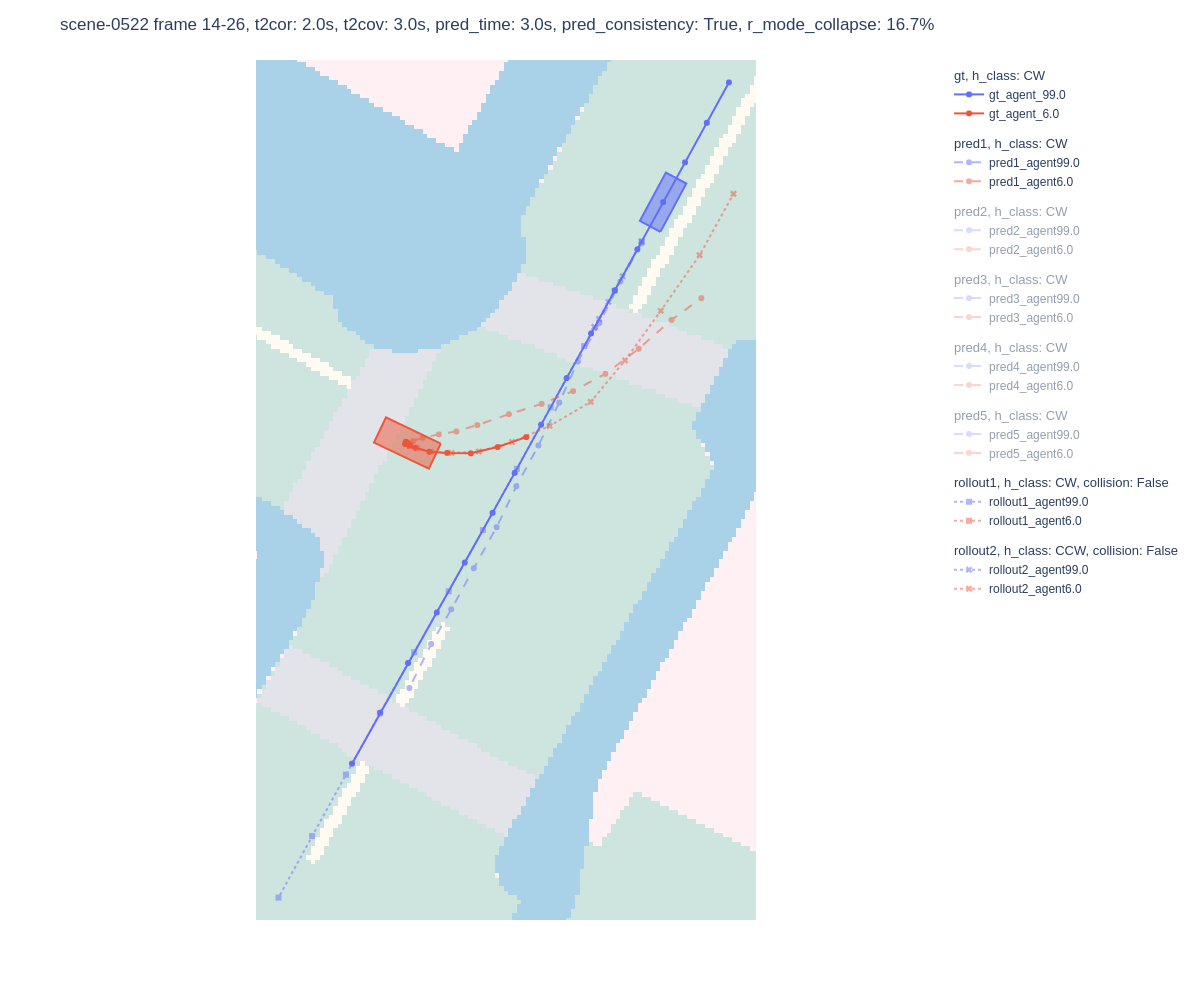 scene-0522 frame 14-26, t2cor: 2.0s, t2cov: 3.0s, pred_time: 3.0s, pred_consistency: True, r_mode_collapse: 16.7%
gt, h_class: CW
gt_agent_99.0
gt_agent_6.0
pred1, h_class: CW
pred1_agent99.0
pred1_agent6.0
pred2, h_class: CW
pred2_agent99.0
pred2_agent6.0
pred3, h_class: CW
pred3_agent99.0
pred3_agent6.0
pred4, h_class: CW
pred4_agent99.0
pred4_agent6.0
pred5, h_class: CW
pred5_agent99.0
pred5_agent6.0
rollout1, h_class: CW, collision: False
rollout1_agent99.0
rollout1_agent6.0
rollout2, h_class: CCW, collision: False
rollout2_agent99.0
rollout2_agent6.0